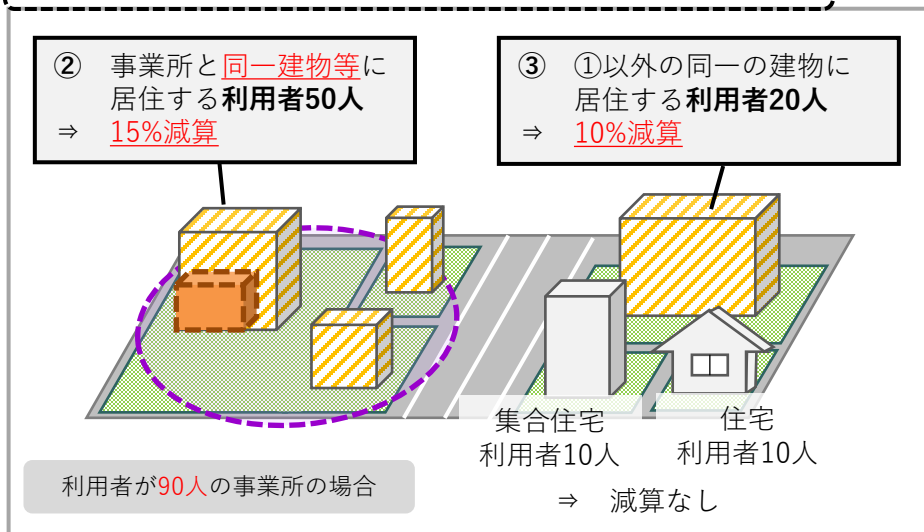 ② 事業所と同一建物等に
居住する利用者50人
⇒ 15%減算
③ ①以外の同一の建物に
居住する利用者20人
⇒ 10%減算
集合住宅
利用者10人
住宅
利用者10人
⇒ 減算なし
利用者が90人の事業所の場合